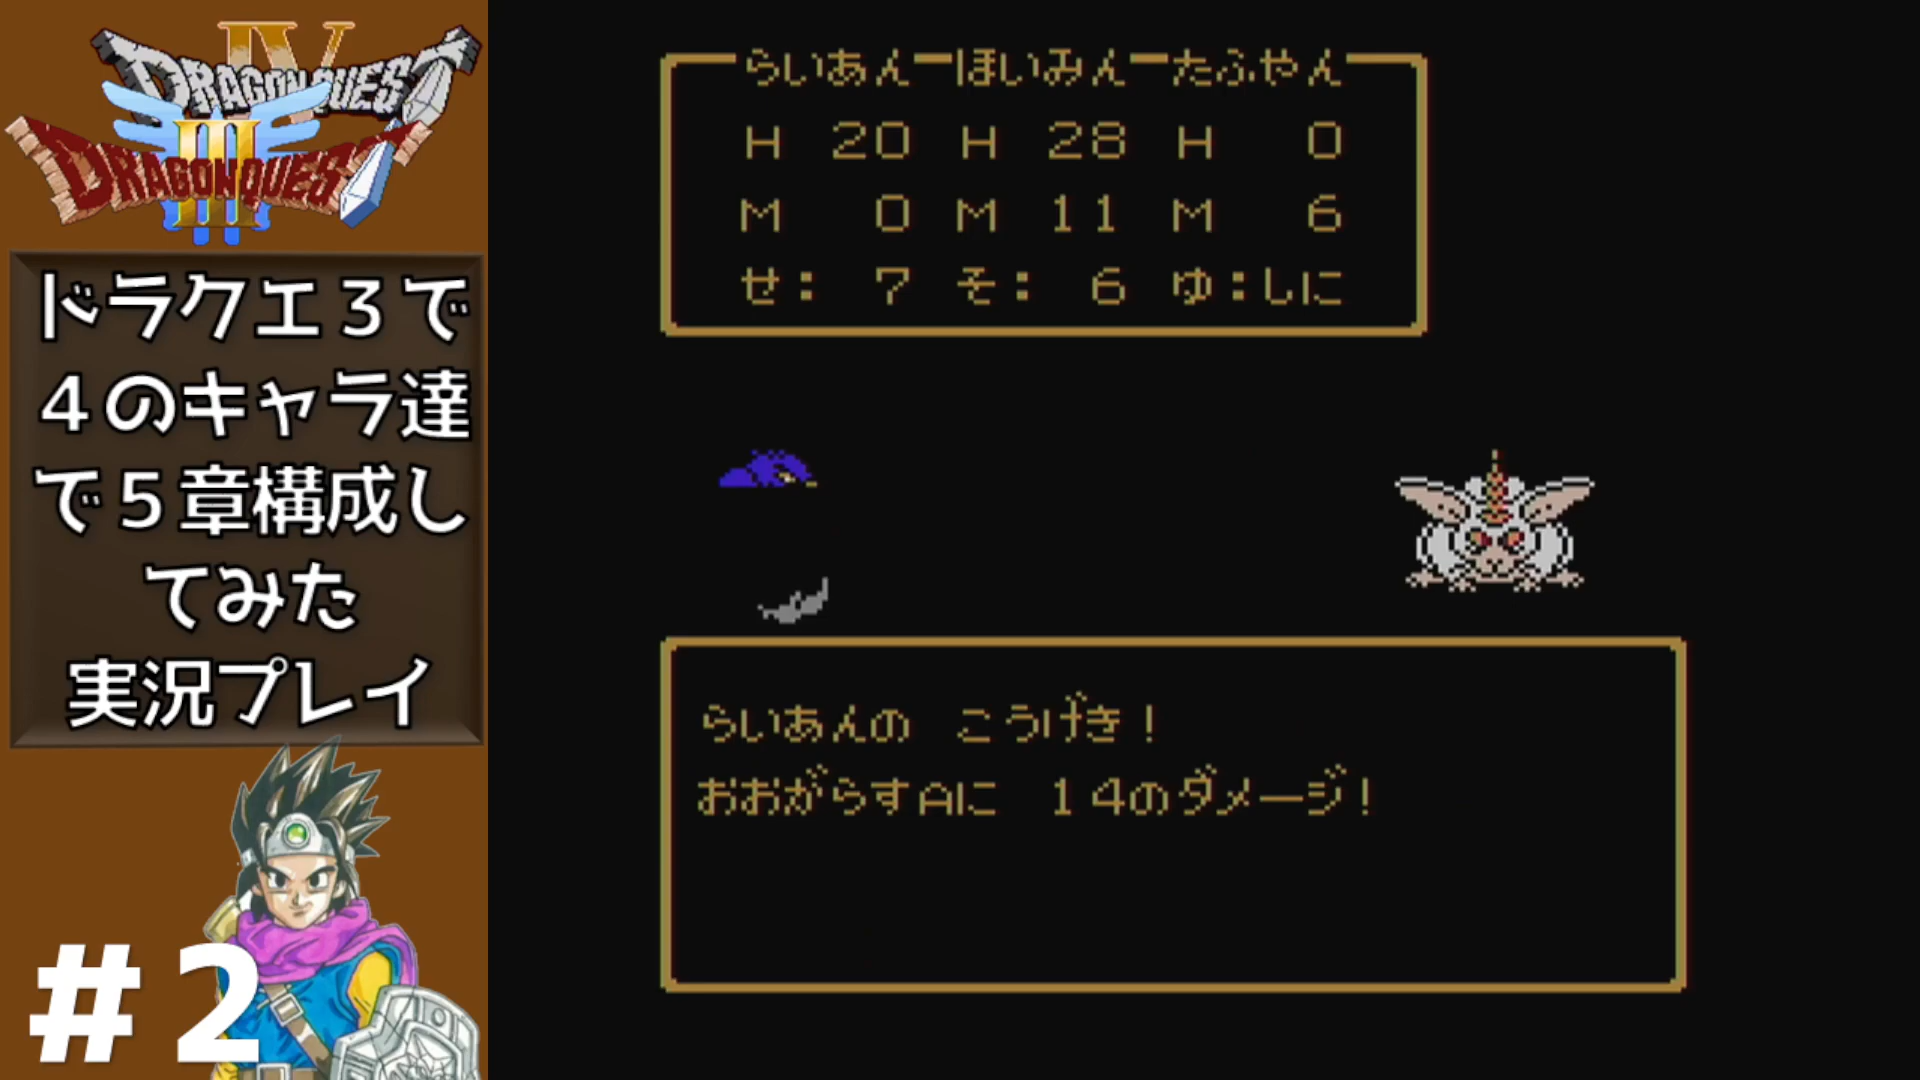 IV
DRAGON QUEST
III
DRAGON QUEST
ドラクエ３で
４のキャラ達
で５章構成し
てみた
実況プレイ
#2
らいあん ほいみん たふやん
H 20 H 28 H 0
M 0 M 11 M 6
せ: 7 そ: 6 ゆ:しに
らいあんの こうげき!
おおがらすAに 14のダメージ!